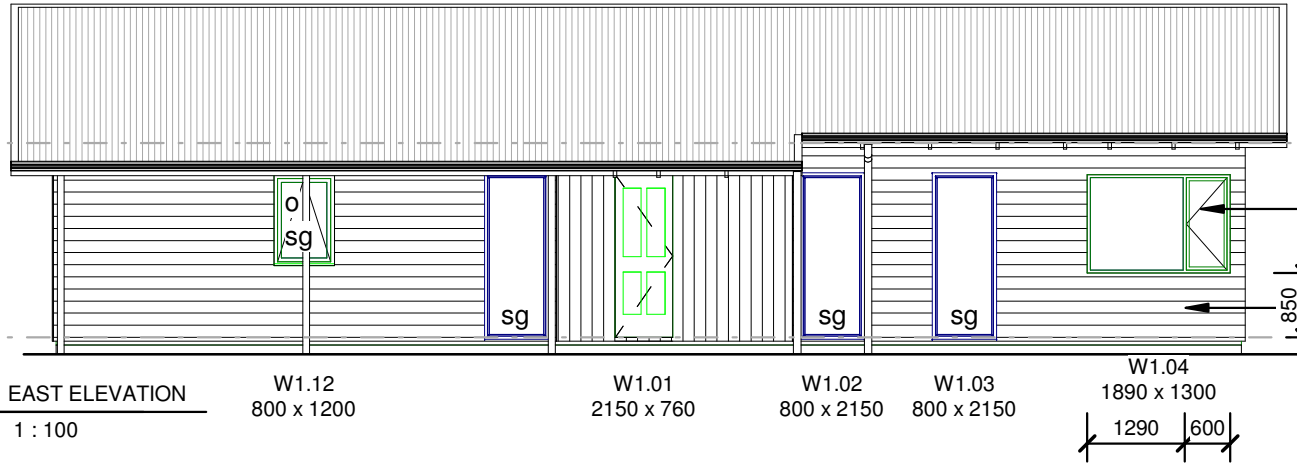 o
sg
sg
sg
sg
850
EAST ELEVATION
1 : 100
W1.12
800 x 1200
W1.01
2150 x 760
W1.02
800 x 2150
W1.03
800 x 2150
W1.04
1890 x 1300
1290
600